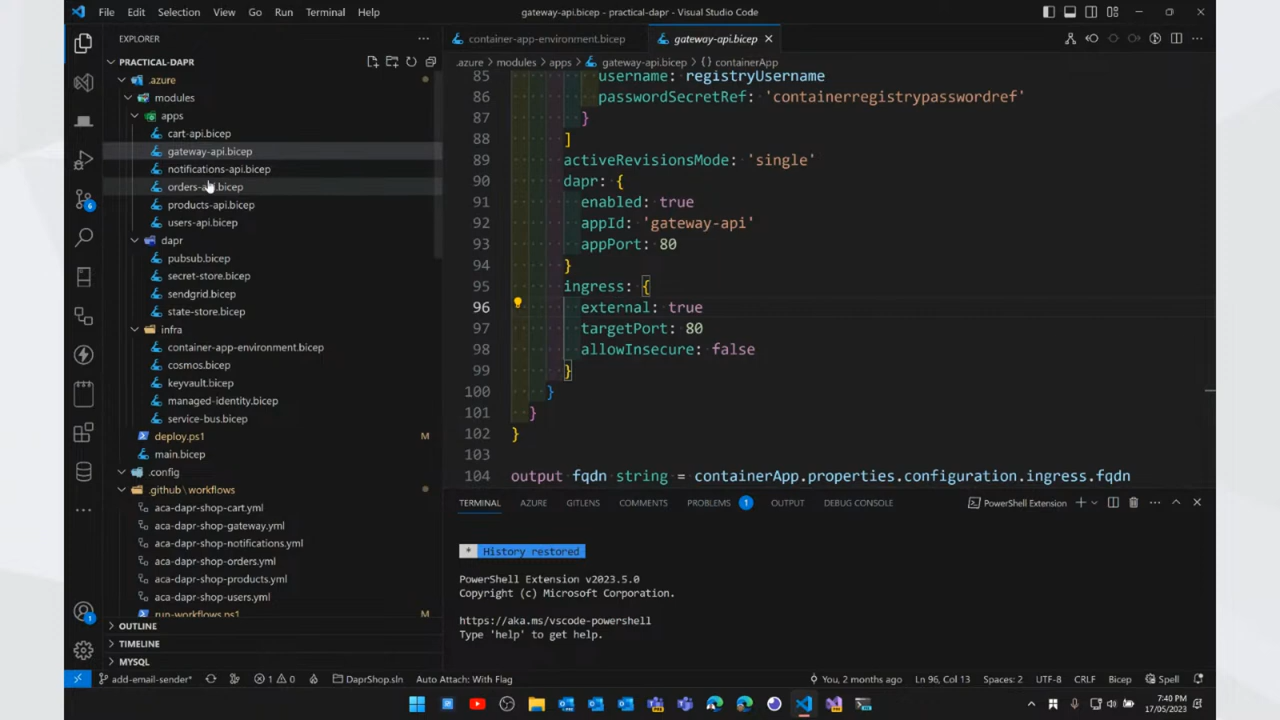 File Edit Selection View Go Run Terminal Help
gateway-api.bicep - practical-dapr - Visual Studio Code
EXPLORER
PRACTICAL-DAPR
.azure
modules
apps
cart-api.bicep
gateway-api.bicep
notifications-api.bicep
orders-api.bicep
products-api.bicep
users-api.bicep
dapr
pubsub.bicep
secret-store.bicep
sendgrid.bicep
state-store.bicep
infra
container-app-environment.bicep
cosmos.bicep
keyvault.bicep
managed-identity.bicep
service-bus.bicep
deploy.ps1 M
main.bicep
.config
.github\workflows
aca-dapr-shop-cart.yml
aca-dapr-shop-gateway.yml
aca-dapr-shop-notifications.yml
aca-dapr-shop-orders.yml
aca-dapr-shop-products.yml
aca-dapr-shop-users.yml
run-workflows.ps1 M
OUTLINE
TIMELINE
MYSQL
6
1
container-app-environment.bicep
gateway-api.bicep
.azure > modules > apps > gateway-api.bicep > {} containerApp
85 username: registryUsername
86 passwordSecretRef: 'containerregistrypasswordref'
87 }
88 ]
89 activeRevisionsMode: 'single'
90 dapr: {
91 enabled: true
92 appId: 'gateway-api'
93 appPort: 80
94 }
95 ingress: {
96 external: true
97 targetPort: 80
98 allowInsecure: false
99 }
100 }
101 }
102 }
103
104 output fqdn string = containerApp.properties.configuration.ingress.fqdn
TERMINAL AZURE GITLENS COMMENTS PROBLEMS 1 OUTPUT DEBUG CONSOLE
PowerShell Extension
* History restored
PowerShell Extension v2023.5.0
Copyright (c) Microsoft Corporation.
https://aka.ms/vscode-powershell
Type 'help' to get help.
add-email-sender* 1 0 DaprShop.sln Auto Attach: With Flag
You, 2 months ago Ln 96, Col 13 Spaces: 2 UTF-8 CRLF Bicep Spell
7:40 PM
17/05/2023